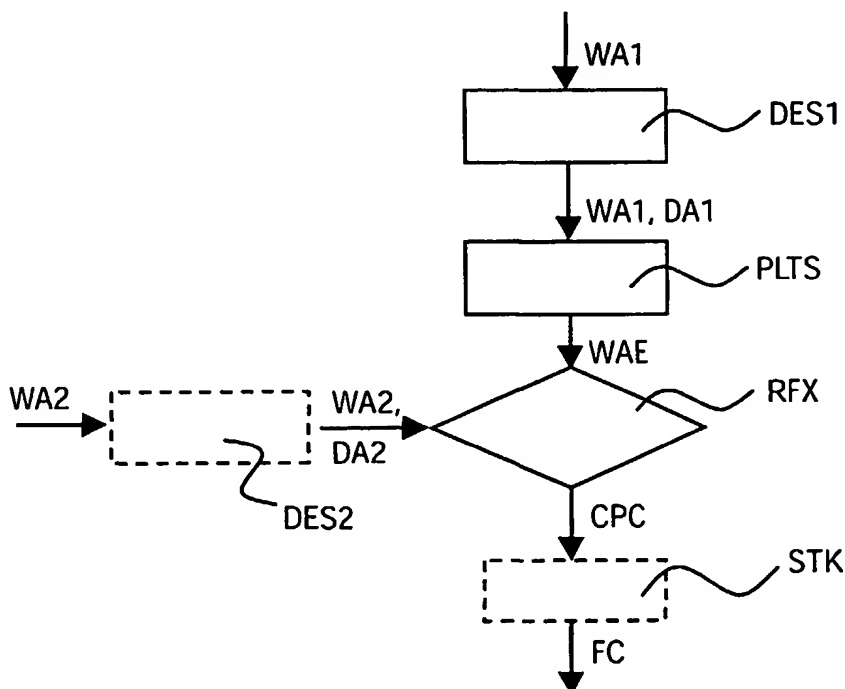 WA1
DES1
WA1, DA1
PLTS
WAE
RFX
WA2
WA2,
DA2
DES2
CPC
STK
FC